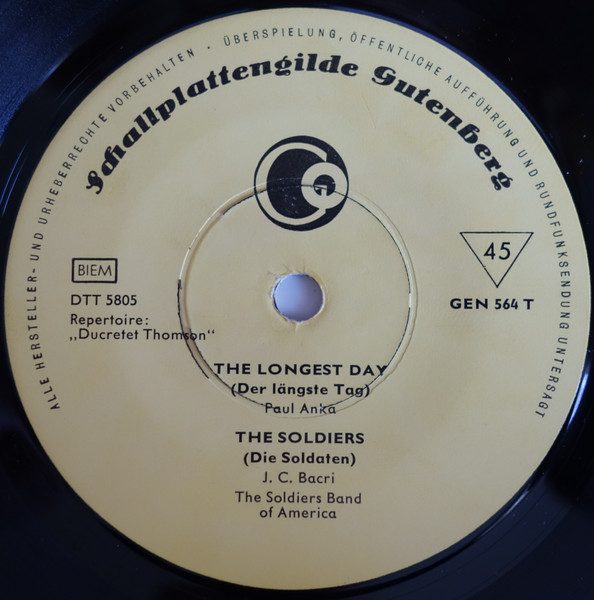 ALLE HERSTELLER- UND URHEBERRECHTE VORBEHALTEN · ÜBERSPIELUNG, ÖFFENTLICHE AUFFÜHRUNG UND RUNDFUNKSENDUNG UNTERSAGT
Schallplattengilde Gutenberg
G
BIEM
DTT 5805
Repertoire:
„Ducretet Thomson“
45
GEN 564 T
THE LONGEST DAY
(Der längste Tag)
Paul Anka
THE SOLDIERS
(Die Soldaten)
J. C. Bacri
The Soldiers Band
of America